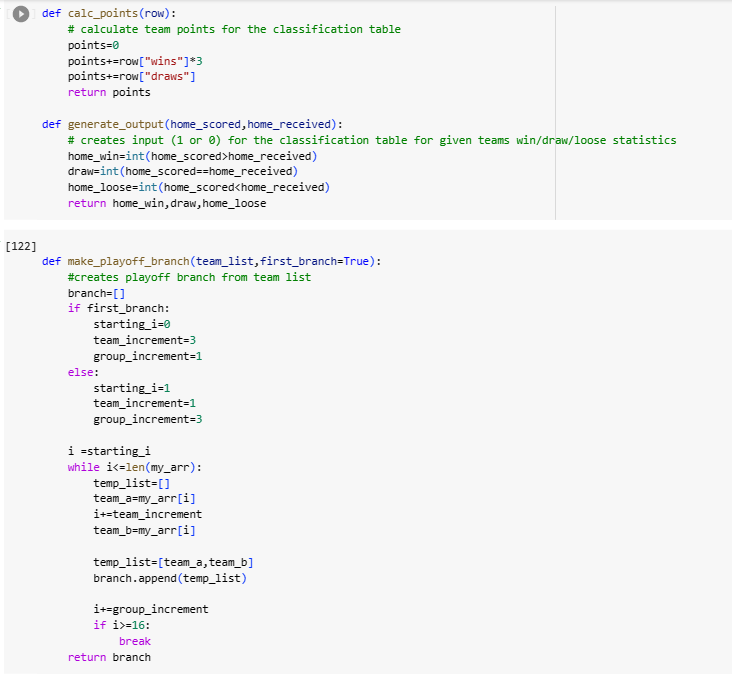 def calc_points(row):
    # calculate team points for the classification table
    points=0
    points+=row["wins"]*3
    points+=row["draws"]
    return points

def generate_output(home_scored,home_received):
    # creates input (1 or 0) for the classification table for given teams win/draw/loose statistics
    home_win=int(home_scored>home_received)
    draw=int(home_scored==home_received)
    home_loose=int(home_scored<home_received)
    return home_win,draw,home_loose

[122]
def make_playoff_branch(team_list,first_branch=True):
    #creates playoff branch from team list
    branch=[]
    if first_branch:
        starting_i=0
        team_increment=3
        group_increment=1
    else:
        starting_i=1
        team_increment=1
        group_increment=3

    i =starting_i
    while i<=len(my_arr):
        temp_list=[]
        team_a=my_arr[i]
        i+=team_increment
        team_b=my_arr[i]

        temp_list=[team_a,team_b]
        branch.append(temp_list)

        i+=group_increment
        if i>=16:
            break
    return branch